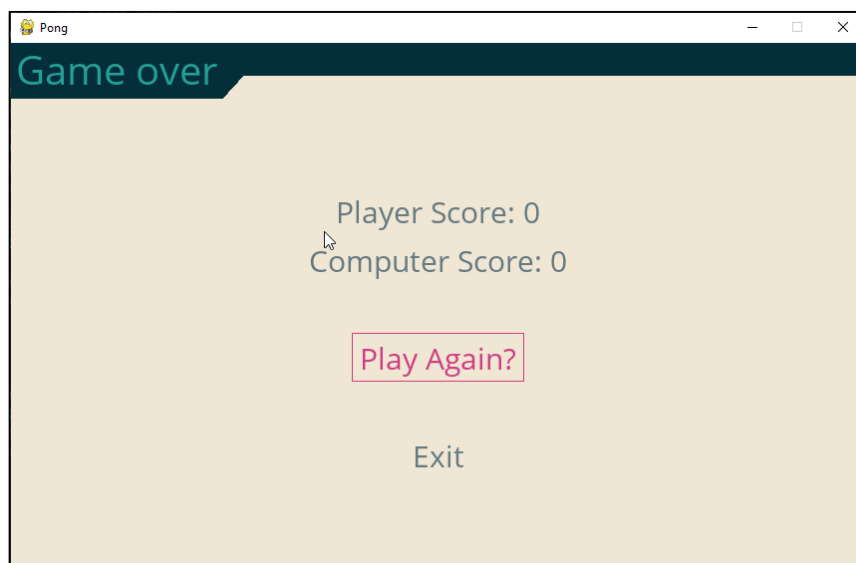 Pong
Game over
Player Score: 0
Computer Score: 0
Play Again?
Exit